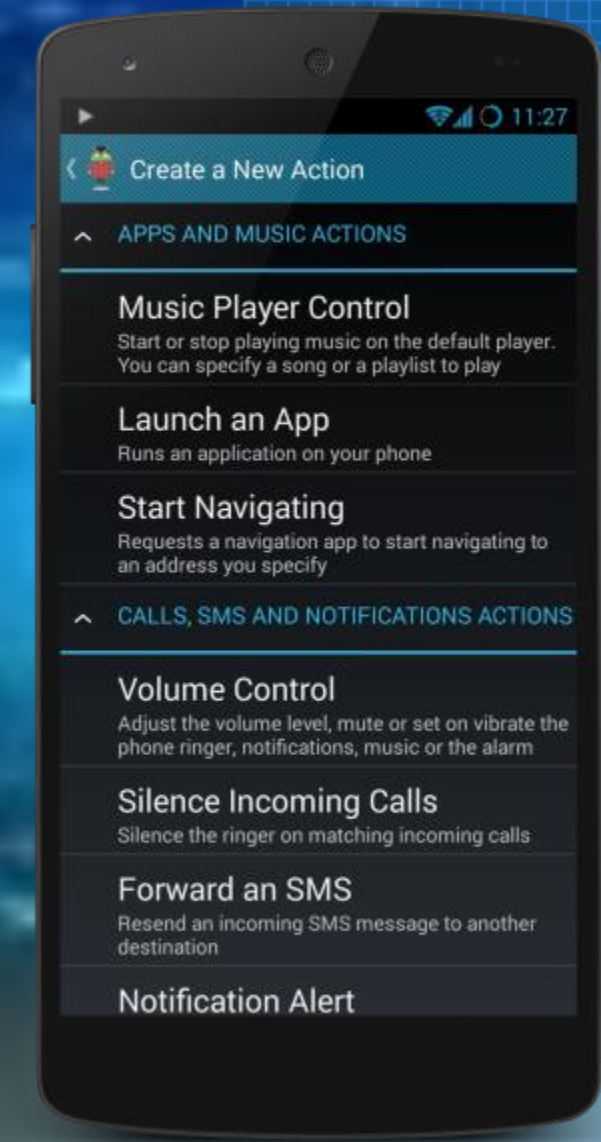 11:27
Create a New Action
APPS AND MUSIC ACTIONS
Music Player Control
Start or stop playing music on the default player.
You can specify a song or a playlist to play
Launch an App
Runs an application on your phone
Start Navigating
Requests a navigation app to start navigating to
an address you specify
CALLS, SMS AND NOTIFICATIONS ACTIONS
Volume Control
Adjust the volume level, mute or set on vibrate the
phone ringer, notifications, music or the alarm
Silence Incoming Calls
Silence the ringer on matching incoming calls
Forward an SMS
Resend an incoming SMS message to another
destination
Notification Alert